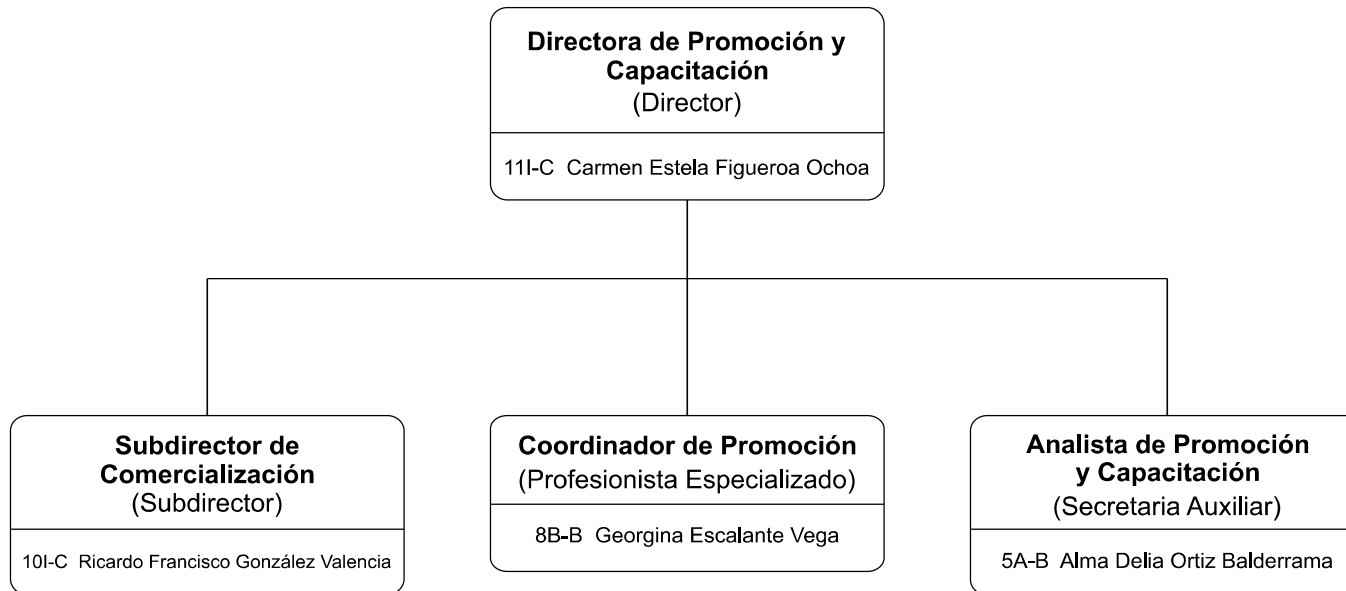 Directora de Promoción y
Capacitación
(Director)
11I-C Carmen Estela Figueroa Ochoa
Subdirector de
Comercialización
(Subdirector)
10I-C Ricardo Francisco González Valencia
Coordinador de Promoción
(Profesionista Especializado)
8B-B Georgina Escalante Vega
Analista de Promoción
y Capacitación
(Secretaria Auxiliar)
5A-B Alma Delia Ortiz Balderrama